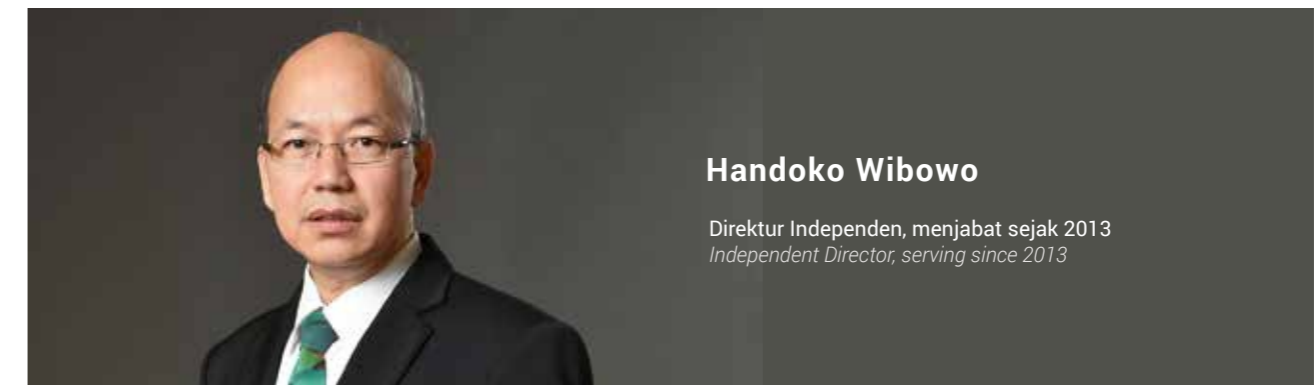 Handoko Wibowo
Direktur Independen, menjabat sejak 2013
Independent Director, serving since 2013